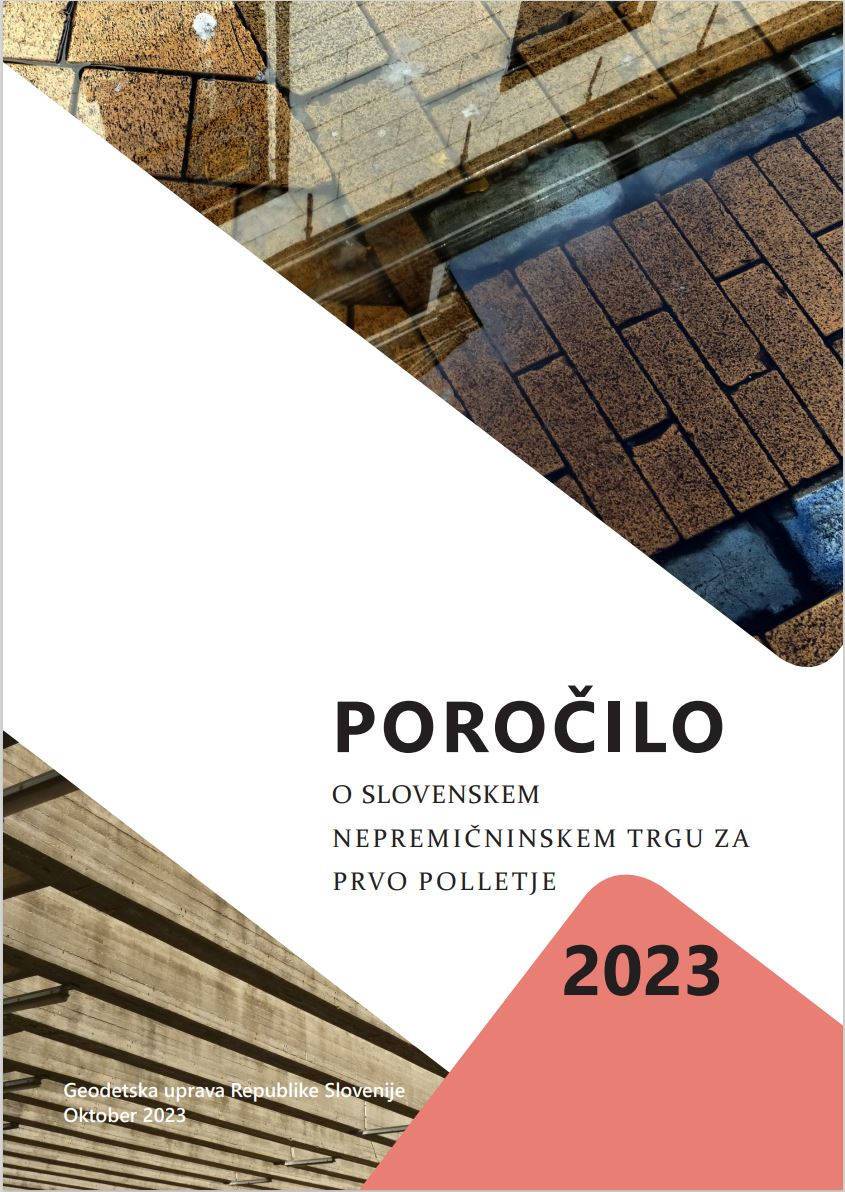 POROČILO
O SLOVENSKEM
NEPREMIČNINSKEM TRGU ZA
PRVO POLLETJE
2023
Geodetska uprava Republike Slovenije
Oktober 2023